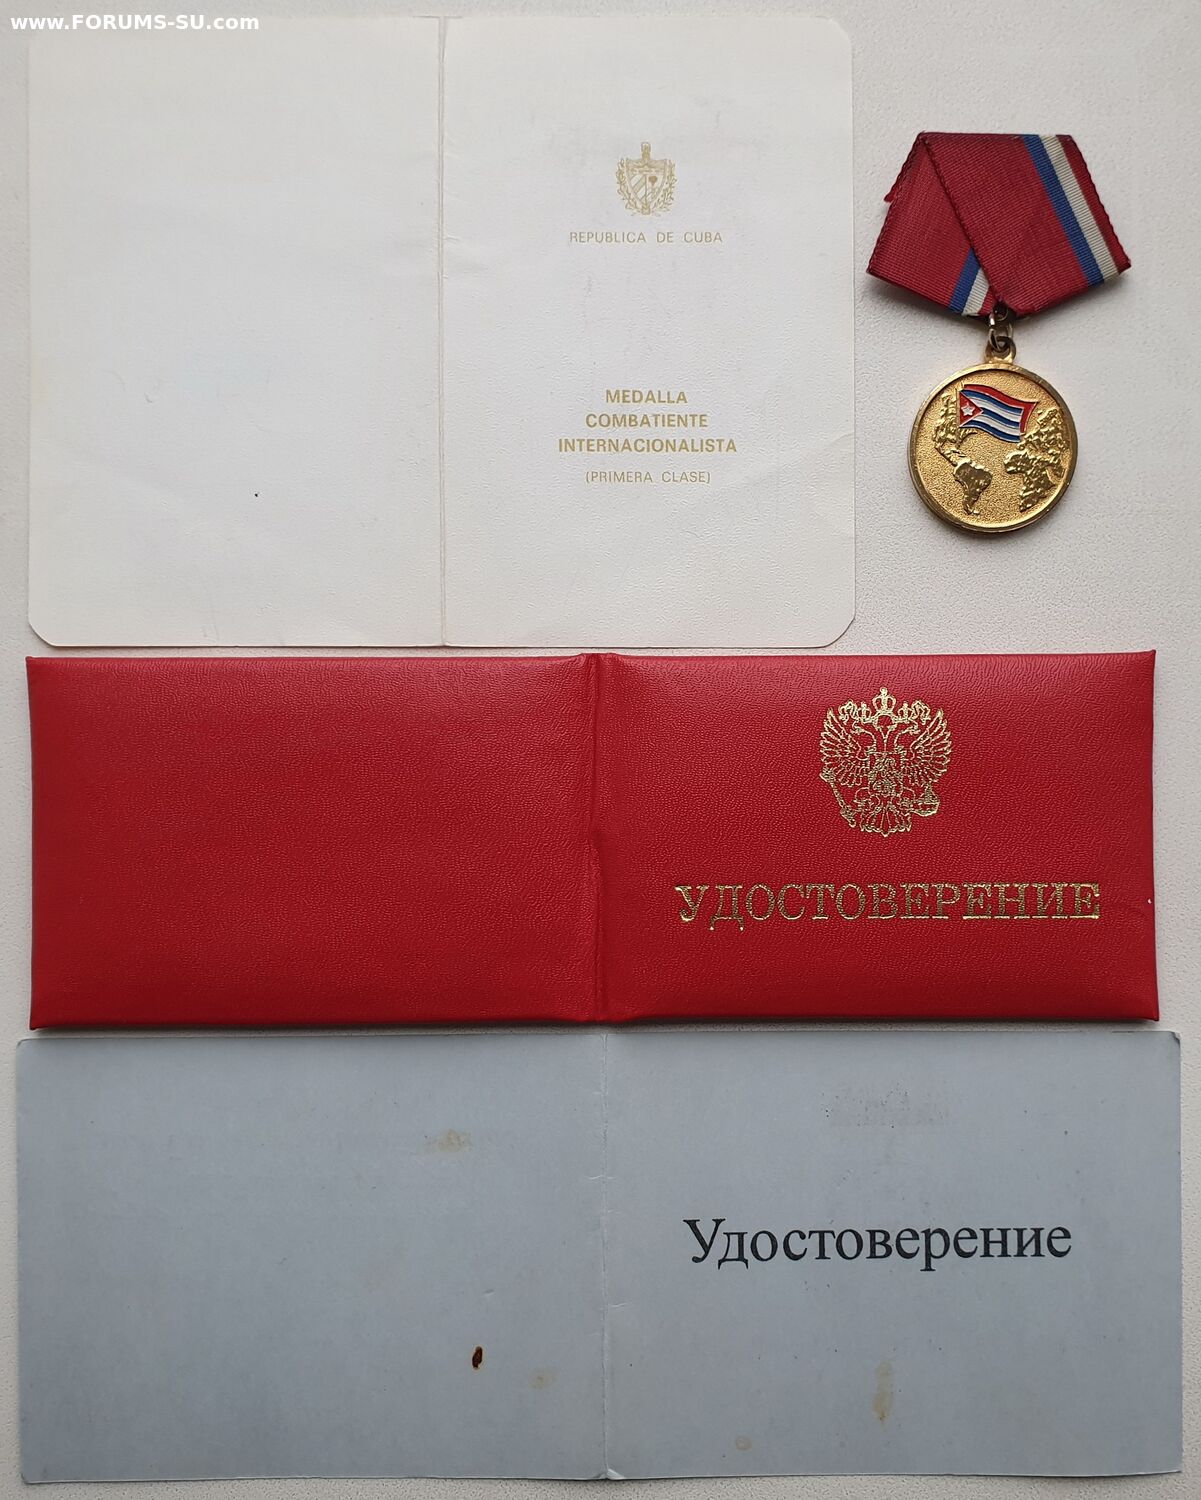 www.FORUMS-SU.com
REPUBLICA DE CUBA
MEDALLA
COMBATIENTE
INTERNACIONALISTA
(PRIMERA CLASE)
УДОСТОВЕРЕНИЕ
Удостоверение